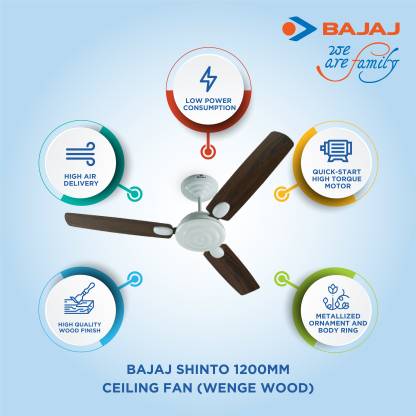 BAJAJ
we
are family
LOW POWER
CONSUMPTION
HIGH AIR
DELIVERY
QUICK-START
HIGH TORQUE
MOTOR
HIGH QUALITY
WOOD FINISH
METALLIZED
ORNAMENT AND
BODY RING
BAJAJ SHINTO 1200MM
CEILING FAN (WENGE WOOD)